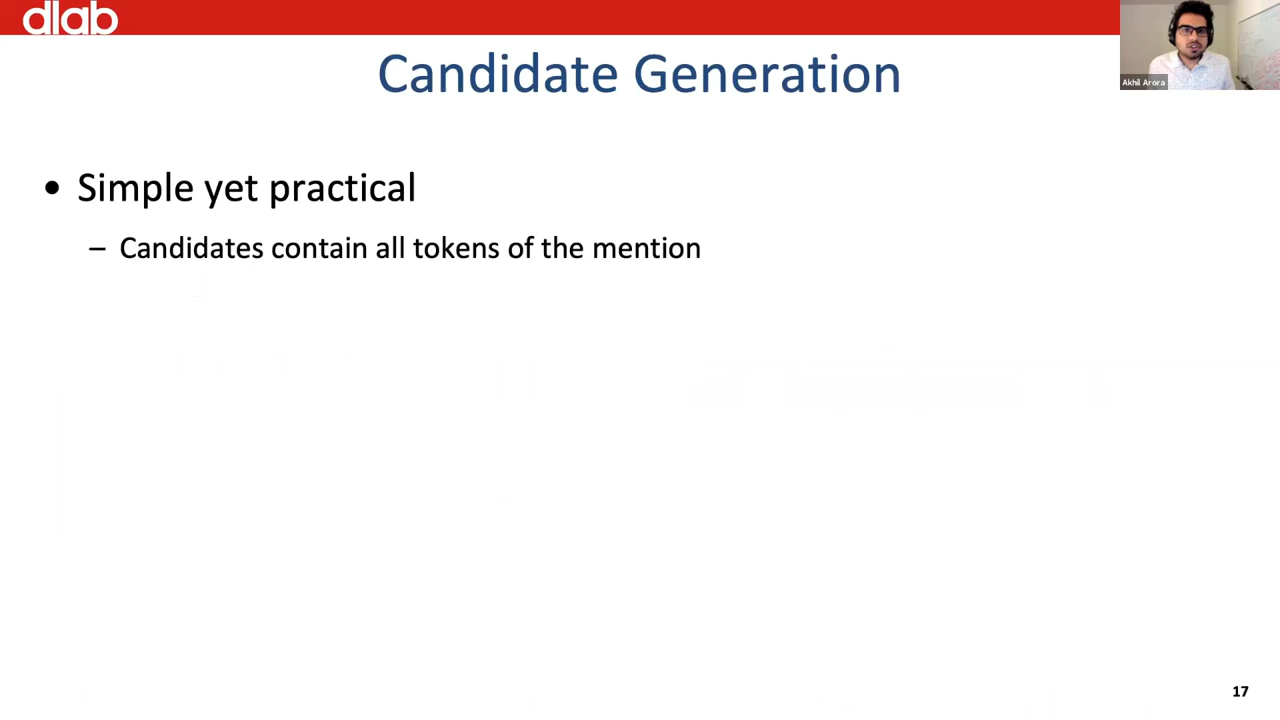 dlab
Candidate Generation
Akhil Arora
• Simple yet practical
– Candidates contain all tokens of the mention
17